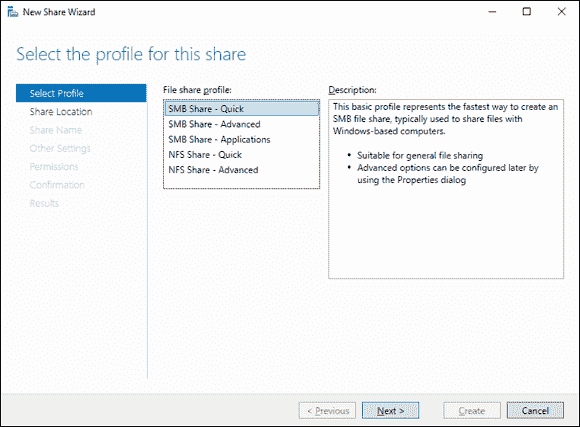 New Share Wizard
Select the profile for this share
Select Profile
Share Location
Share Name
Other Settings
Permissions
Confirmation
Results
File share profile:
SMB Share - Quick
SMB Share - Advanced
SMB Share - Applications
NFS Share - Quick
NFS Share - Advanced
Description:
This basic profile represents the fastest way to create an
SMB file share, typically used to share files with
Windows-based computers.
• Suitable for general file sharing
• Advanced options can be configured later by
using the Properties dialog
< Previous
Next >
Create
Cancel